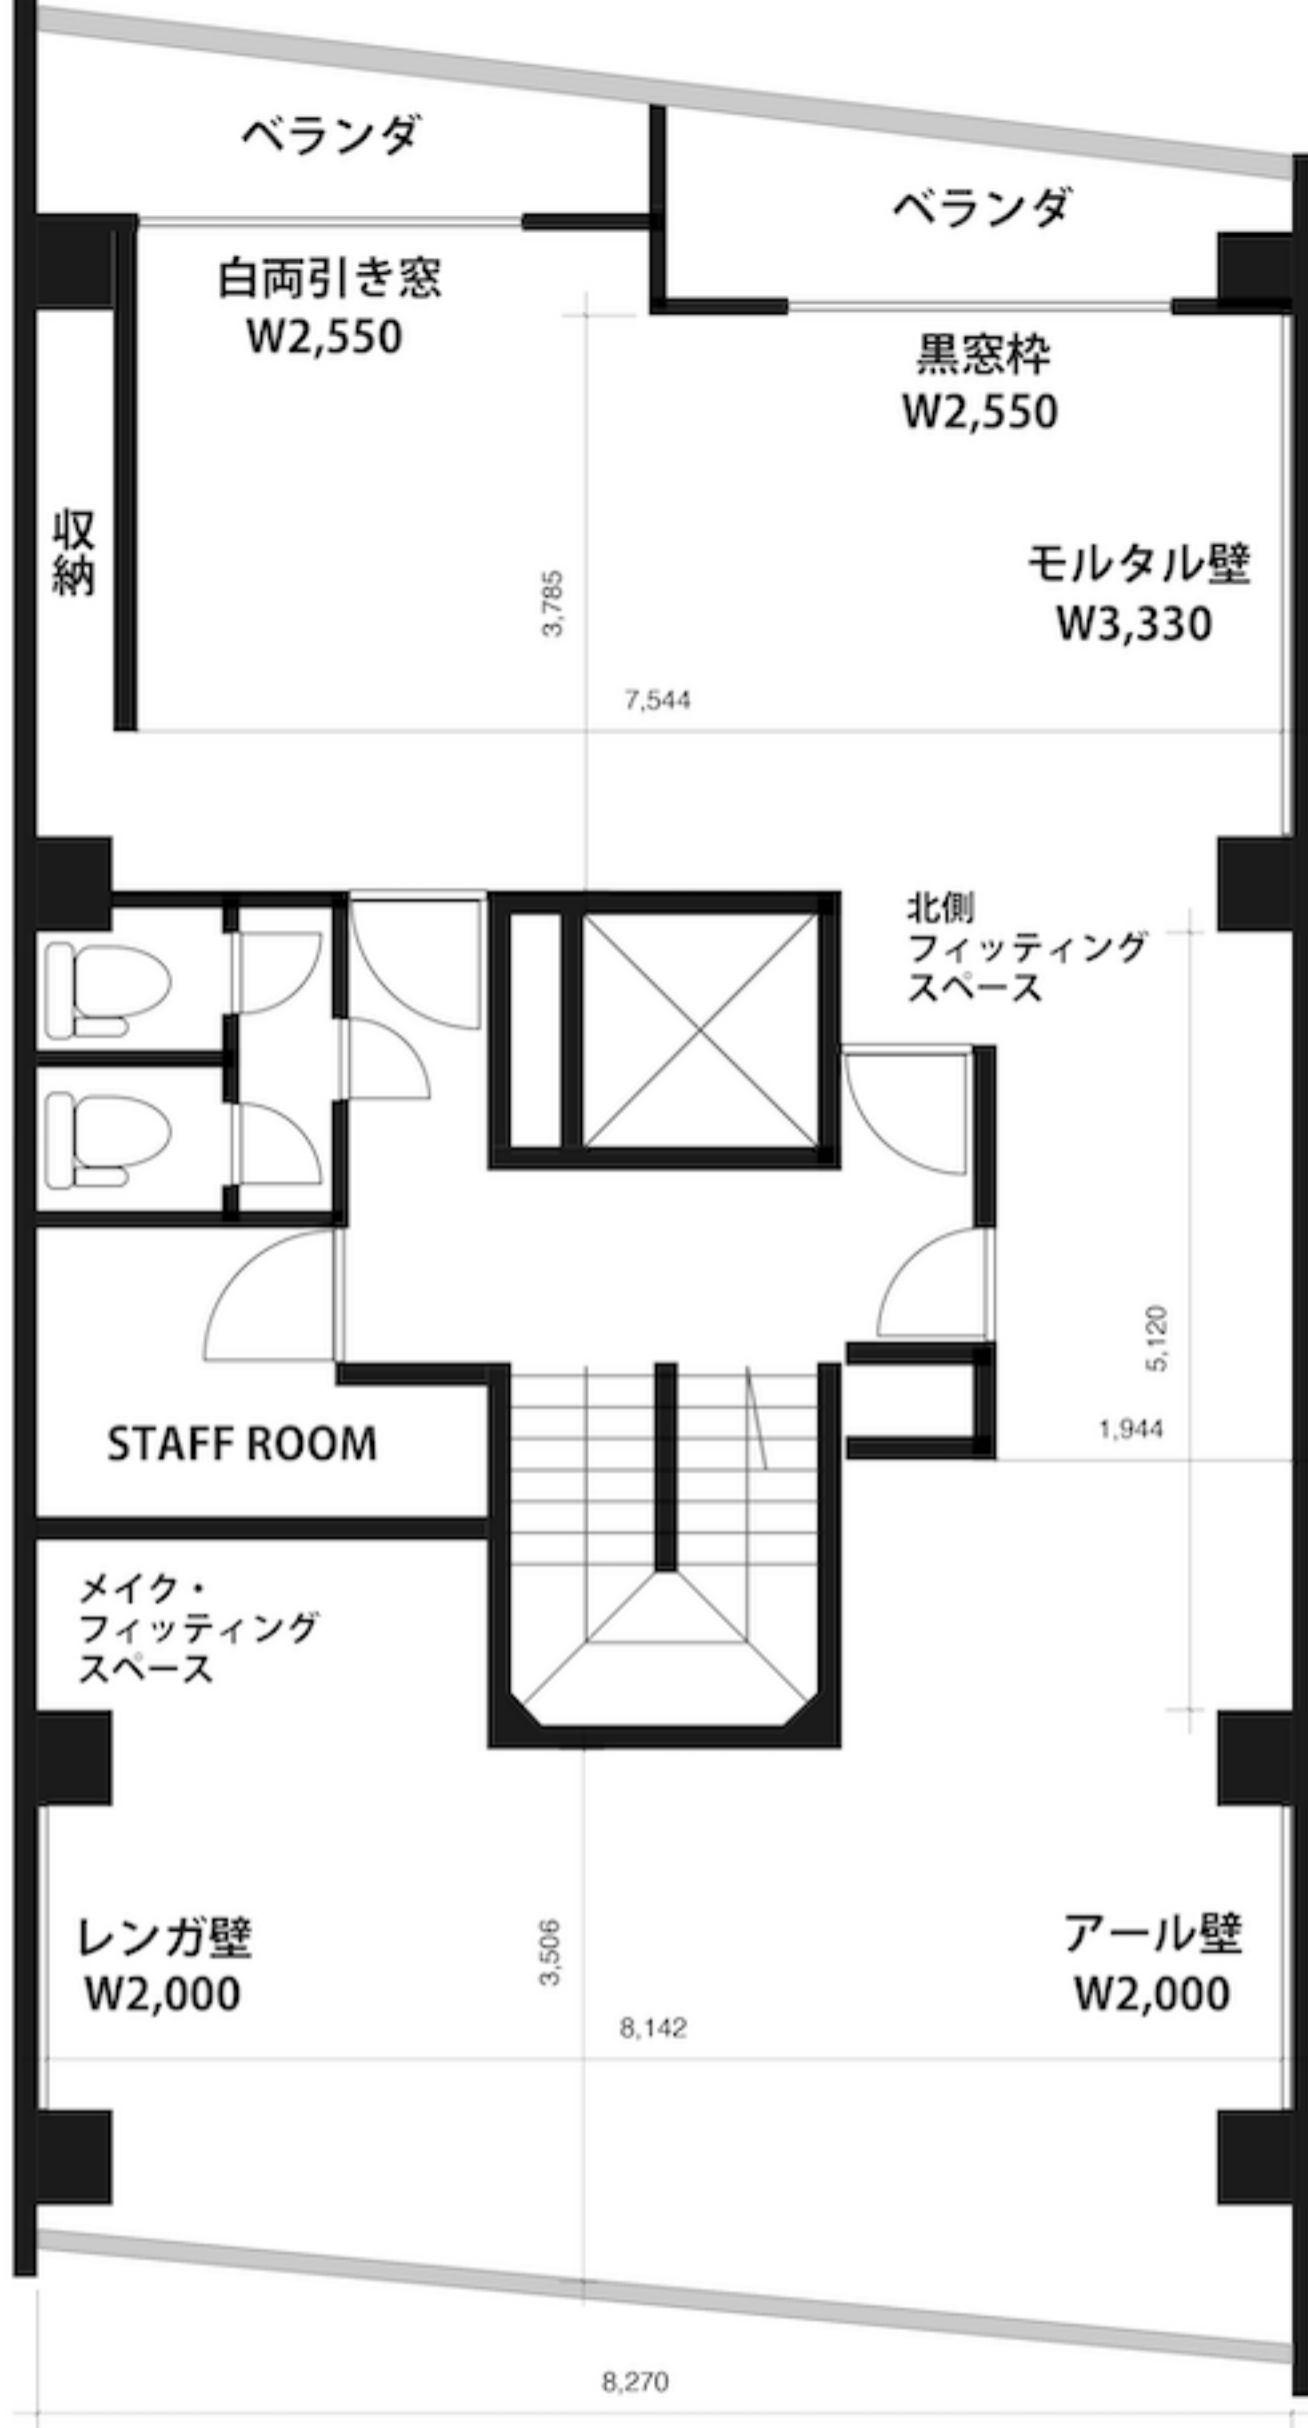 ベランダ
ベランダ
白両引き窓
W2,550
黒窓枠
W2,550
収納
モルタル壁
W3,330
3,785
7,544
北側
フィッティング
スペース
5,120
1,944
STAFF ROOM
メイク・
フィッティング
スペース
レンガ壁
W2,000
アール壁
W2,000
3,506
8,142
8,270